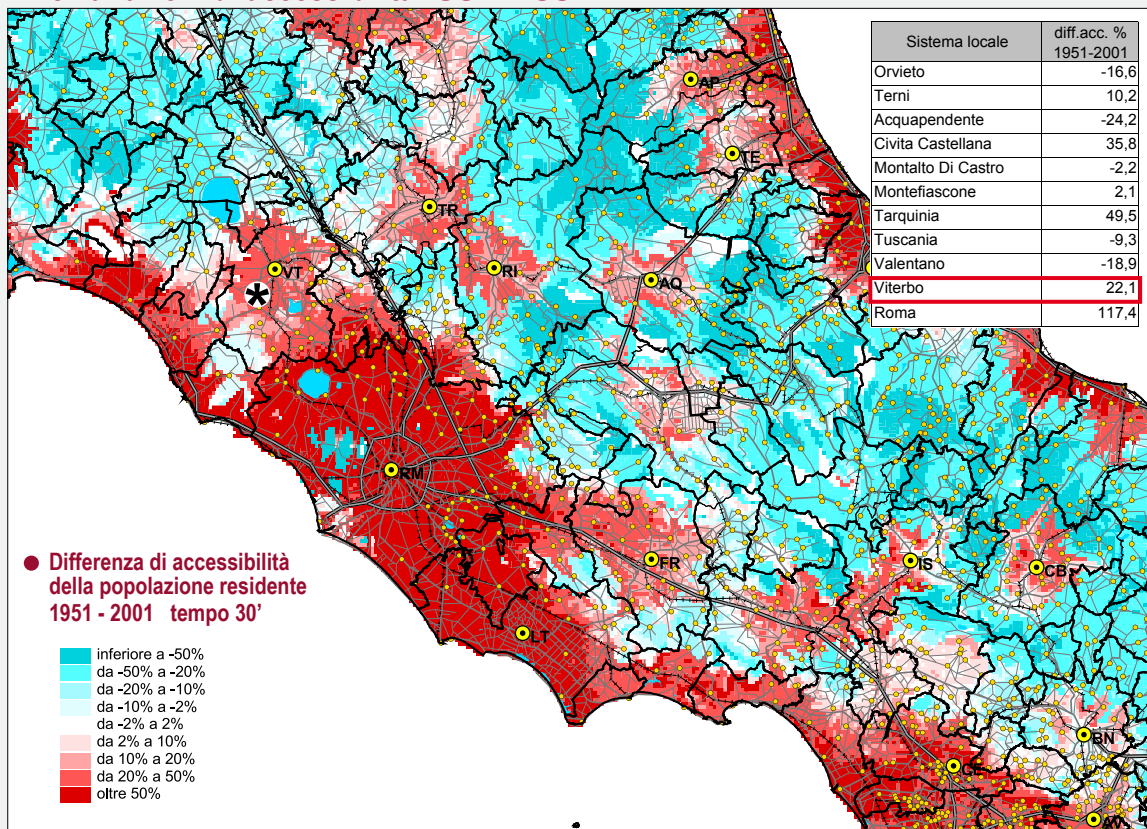 Sistema locale diff.acc. % 1951-2001
Orvieto -16,6
Terni 10,2
Acquapendente -24,2
Civita Castellana 35,8
Montalto Di Castro -2,2
Montefiascone 2,1
Tarquinia 49,5
Tuscania -9,3
Valentano -18,9
Viterbo 22,1
Roma 117,4
AP
TE
TR
VT
RI
AQ
*
RM
FR
IS
CB
LT
BN
CE
AV
● Differenza di accessibilità
della popolazione residente
1951 - 2001 tempo 30'
inferiore a -50%
da -50% a -20%
da -20% a -10%
da -10% a -2%
da -2% a 2%
da 2% a 10%
da 10% a 20%
da 20% a 50%
oltre 50%